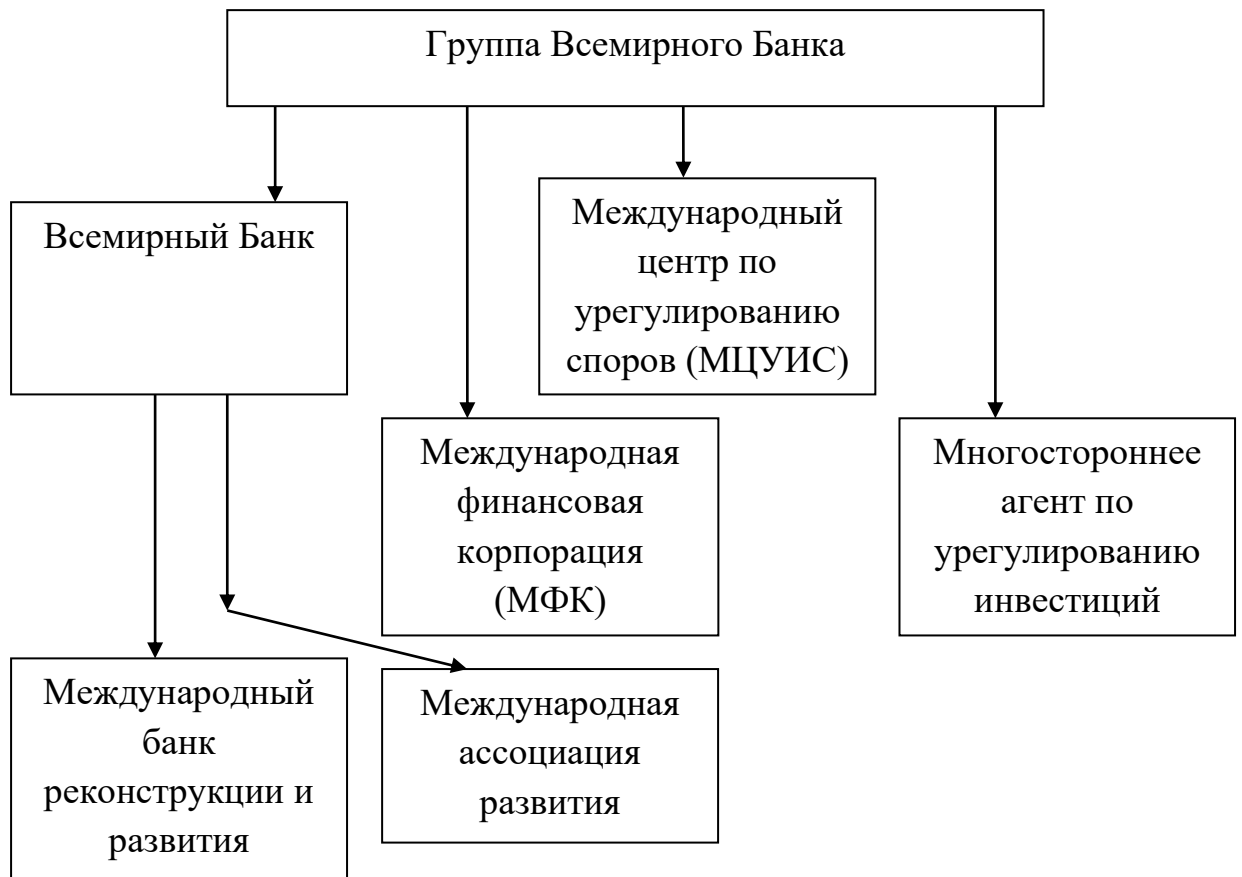 Группа Всемирного Банка
Всемирный Банк
Международный
центр по
урегулированию
споров (МЦУИС)
Международная
финансовая
корпорация
(МФК)
Многостороннее
агент по
урегулированию
инвестиций
Международный
банк
реконструкции и
развития
Международная
ассоциация
развития